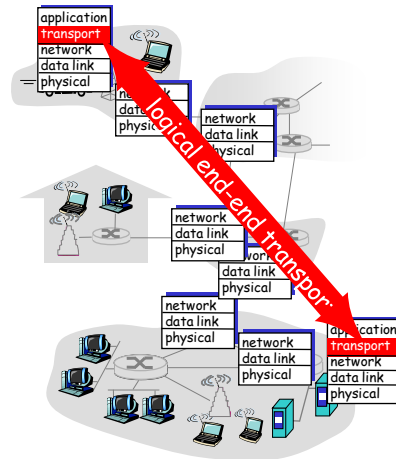 application
transport
network
data link
physical
network
data link
physical
network
data link
physical
logical end-end transport
network
data link
physical
network
data link
physical
network
data link
physical
network
data link
physical
application
transport
network
data link
physical